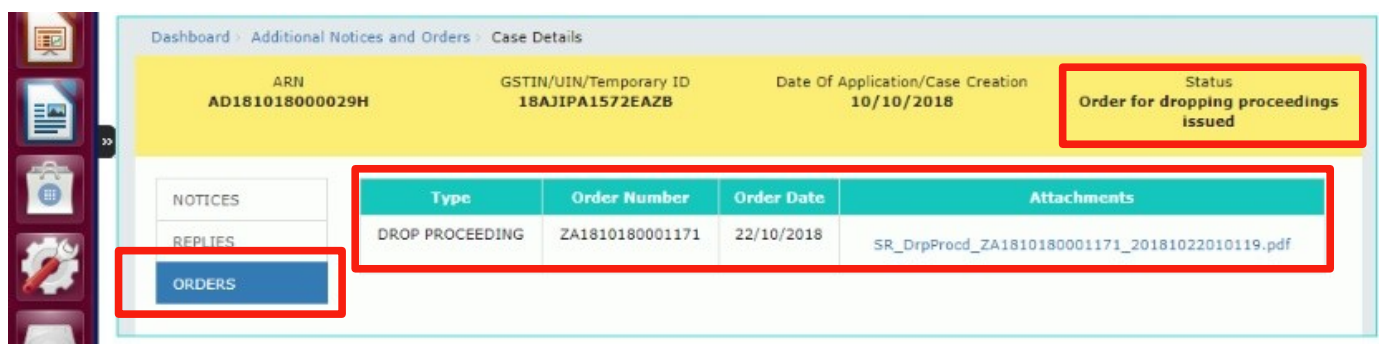 Dashboard › Additional Notices and Orders › Case Details
ARN
AD181018000029H
GSTIN/UIN/Temporary ID
18AJIPA1572EAZB
Date Of Application/Case Creation
10/10/2018
Status
Order for dropping proceedings
issued
»
NOTICES
REPLIES
ORDERS
Type Order Number Order Date Attachments
DROP PROCEEDING ZA1810180001171 22/10/2018 SR_DrpProcd_ZA1810180001171_20181022010119.pdf